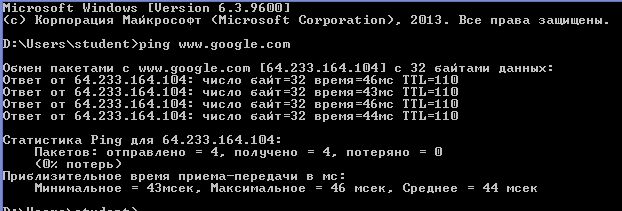 Microsoft Windows [Version 6.3.9600]
(c) Корпорация Майкрософт (Microsoft Corporation), 2013. Все права защищены.
D:\Users\student>ping www.google.com
Обмен пакетами с www.google.com [64.233.164.104] с 32 байтами данных:
Ответ от 64.233.164.104: число байт=32 время=46мс TTL=110
Ответ от 64.233.164.104: число байт=32 время=43мс TTL=110
Ответ от 64.233.164.104: число байт=32 время=46мс TTL=110
Ответ от 64.233.164.104: число байт=32 время=44мс TTL=110
Статистика Ping для 64.233.164.104:
Пакетов: отправлено = 4, получено = 4, потеряно = 0
(0% потерь)
Приблизительное время приема-передачи в мс:
Минимальное = 43мсек, Максимальное = 46 мсек, Среднее = 44 мсек
D:\Users\student>